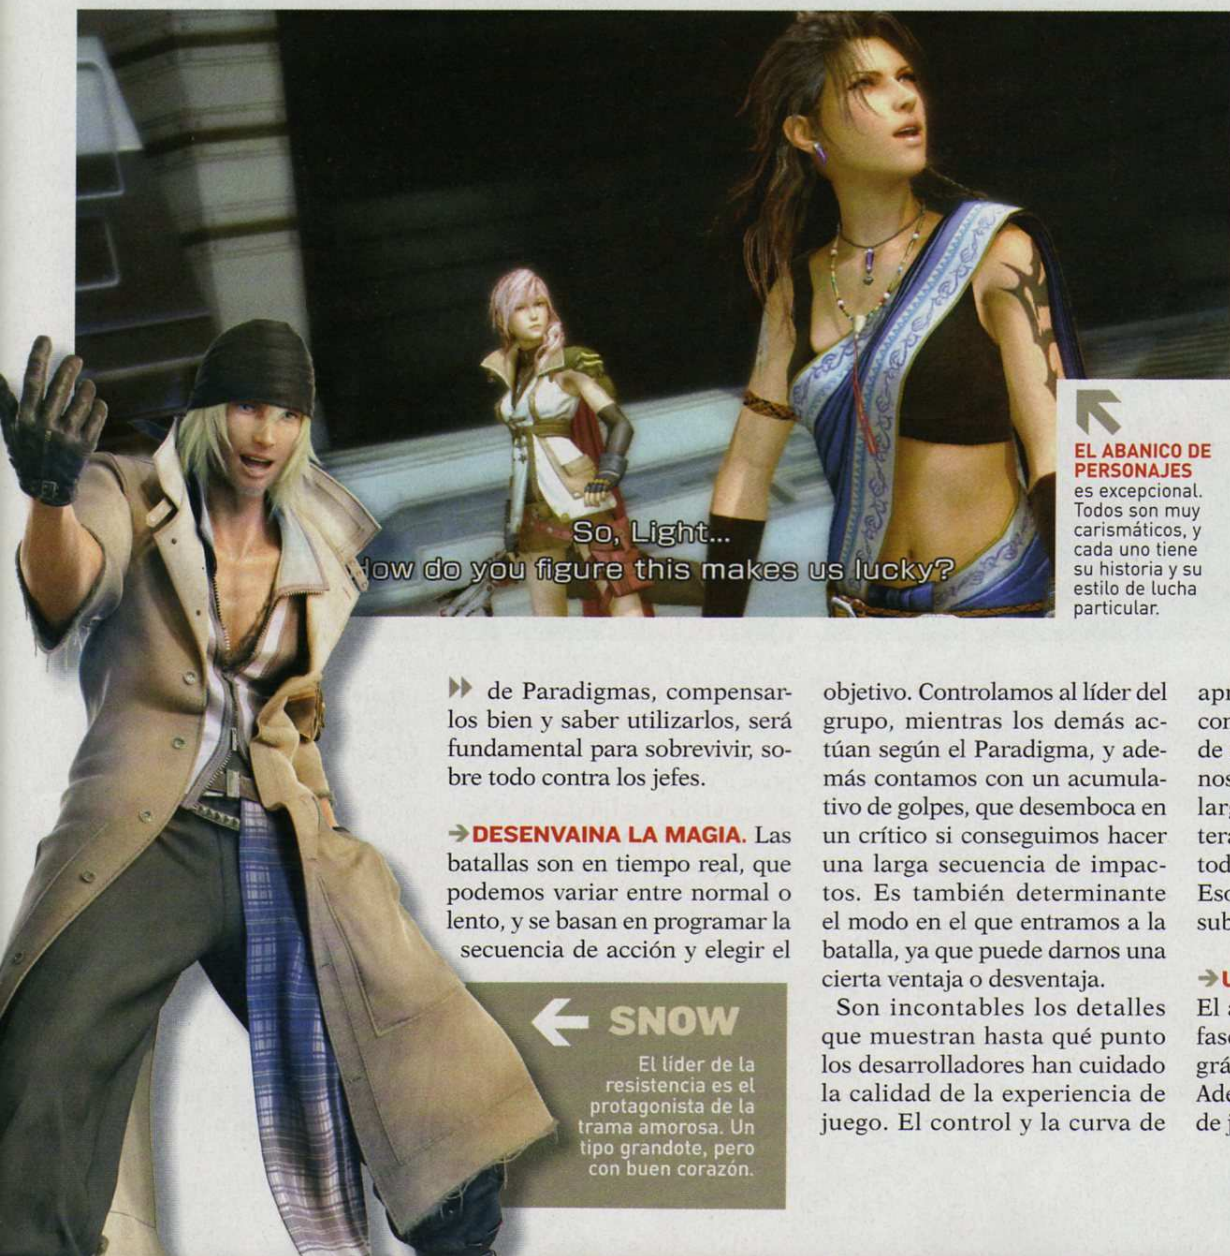 So, Light...
ow do you figure this makes us lucky?
EL ABANICO DE
PERSONAJES
es excepcional.
Todos son muy
carismáticos, y
cada uno tiene
su historia y su
estilo de lucha
particular.
de Paradigmas, compensar-
los bien y saber utilizarlos, será
fundamental para sobrevivir, so-
bre todo contra los jefes.
DESENVAINA LA MAGIA. Las
batallas son en tiempo real, que
podemos variar entre normal o
lento, y se basan en programar la
secuencia de acción y elegir el
SNOW
El líder de la
resistencia es el
protagonista de la
trama amorosa. Un
tipo grandote, pero
con buen corazón.
objetivo. Controlamos al líder del
grupo, mientras los demás ac-
túan según el Paradigma, y ade-
más contamos con un acumula-
tivo de golpes, que desemboca en
un crítico si conseguimos hacer
una larga secuencia de impac-
tos. Es también determinante
el modo en el que entramos a la
batalla, ya que puede darnos una
cierta ventaja o desventaja.
Son incontables los detalles
que muestran hasta qué punto
los desarrolladores han cuidado
la calidad de la experiencia de
juego. El control y la curva de
de
El
de